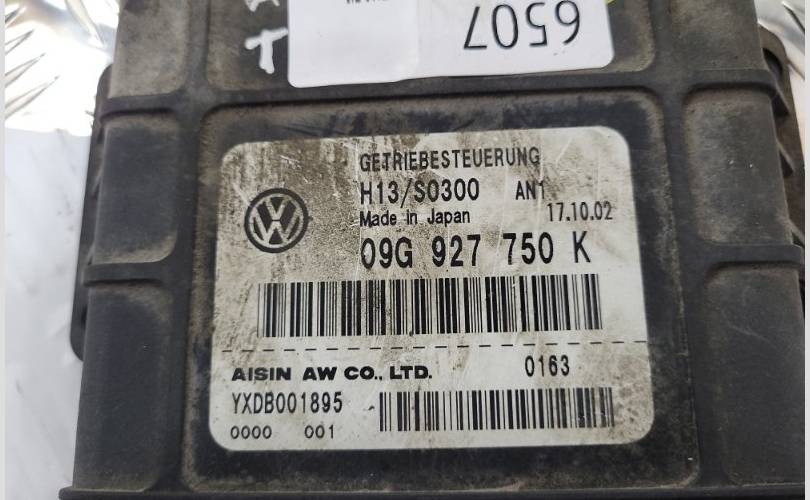 6507
GETRIEBESTEUERUNG
H13/S0300 AN1
Made in Japan 17.10.02
09G 927 750 K
AISIN AW CO., LTD. 0163
YXDB001895
0000 001